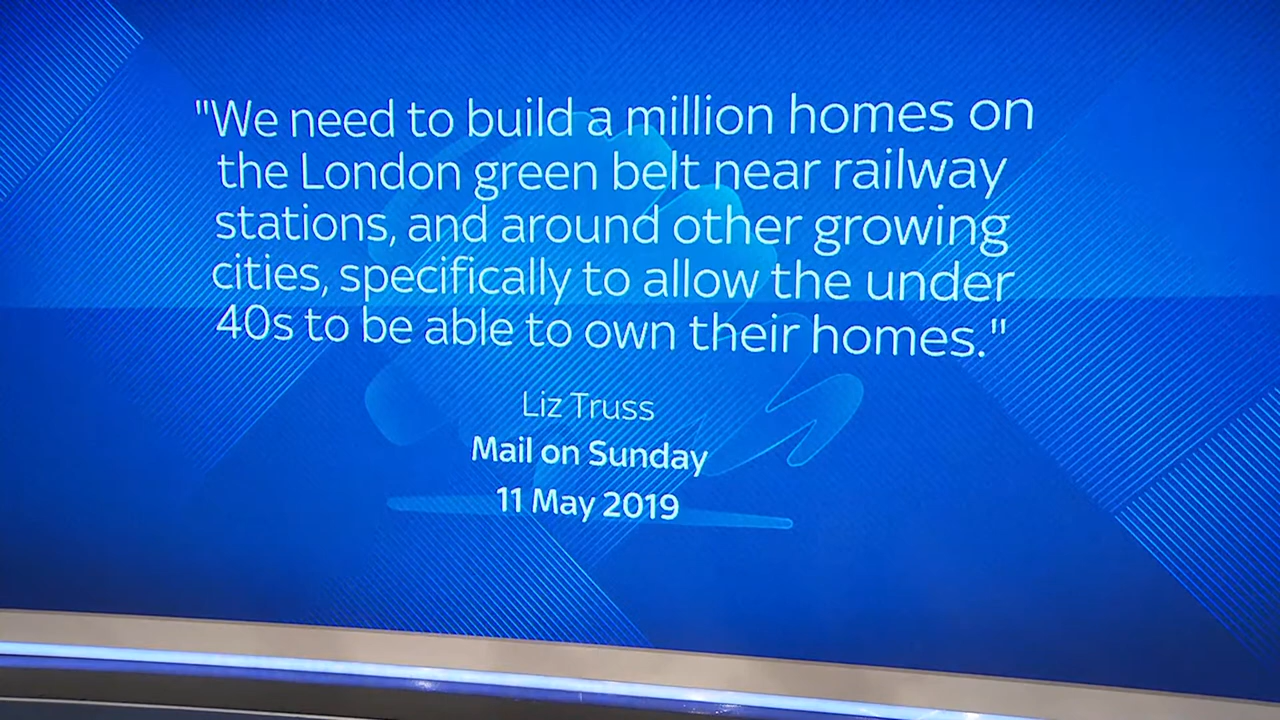 "We need to build a million homes on
the London green belt near railway
stations, and around other growing
cities, specifically to allow the under
40s to be able to own their homes."
Liz Truss
Mail on Sunday
11 May 2019